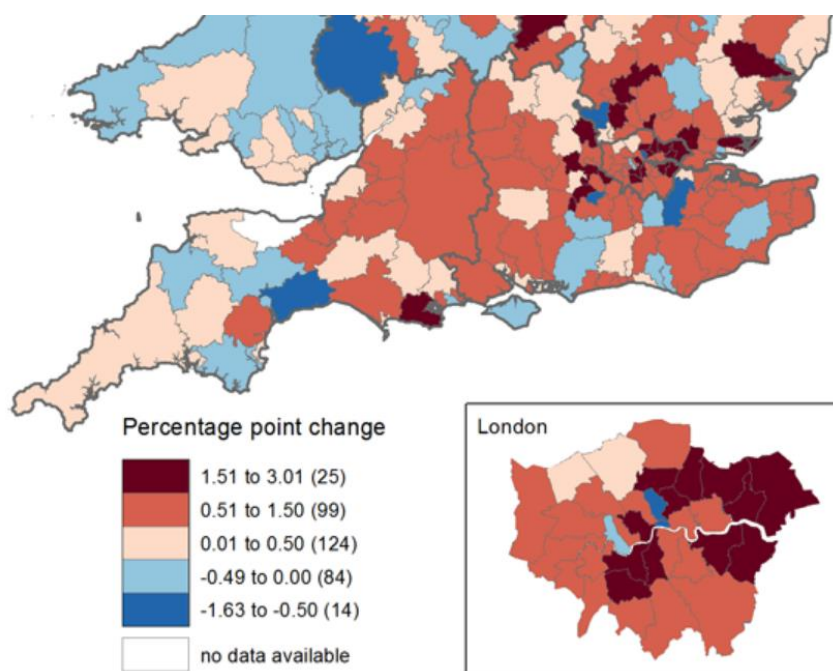 Percentage point change
1.51 to 3.01 (25)
0.51 to 1.50 (99)
0.01 to 0.50 (124)
-0.49 to 0.00 (84)
-1.63 to -0.50 (14)
no data available
London